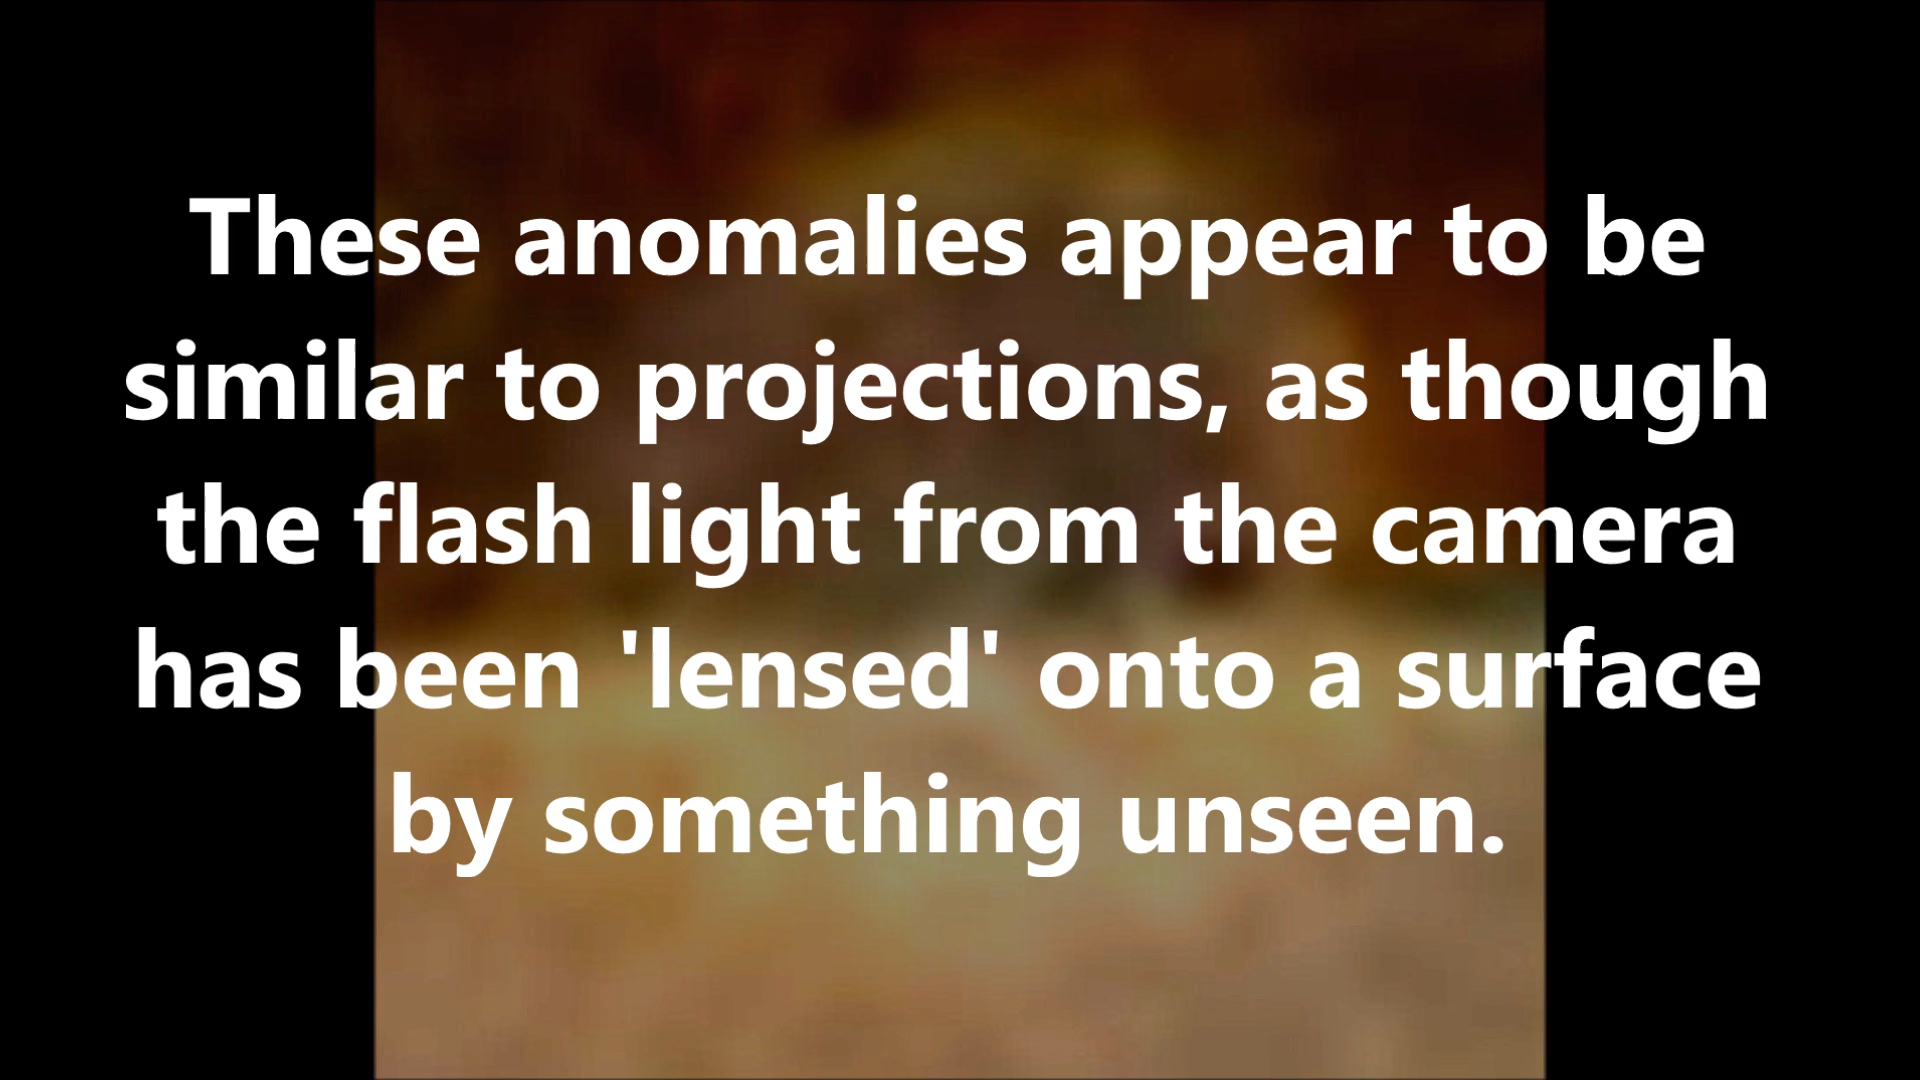 These anomalies appear to be
similar to projections, as though
the flash light from the camera
has been 'lensed' onto a surface
by something unseen.